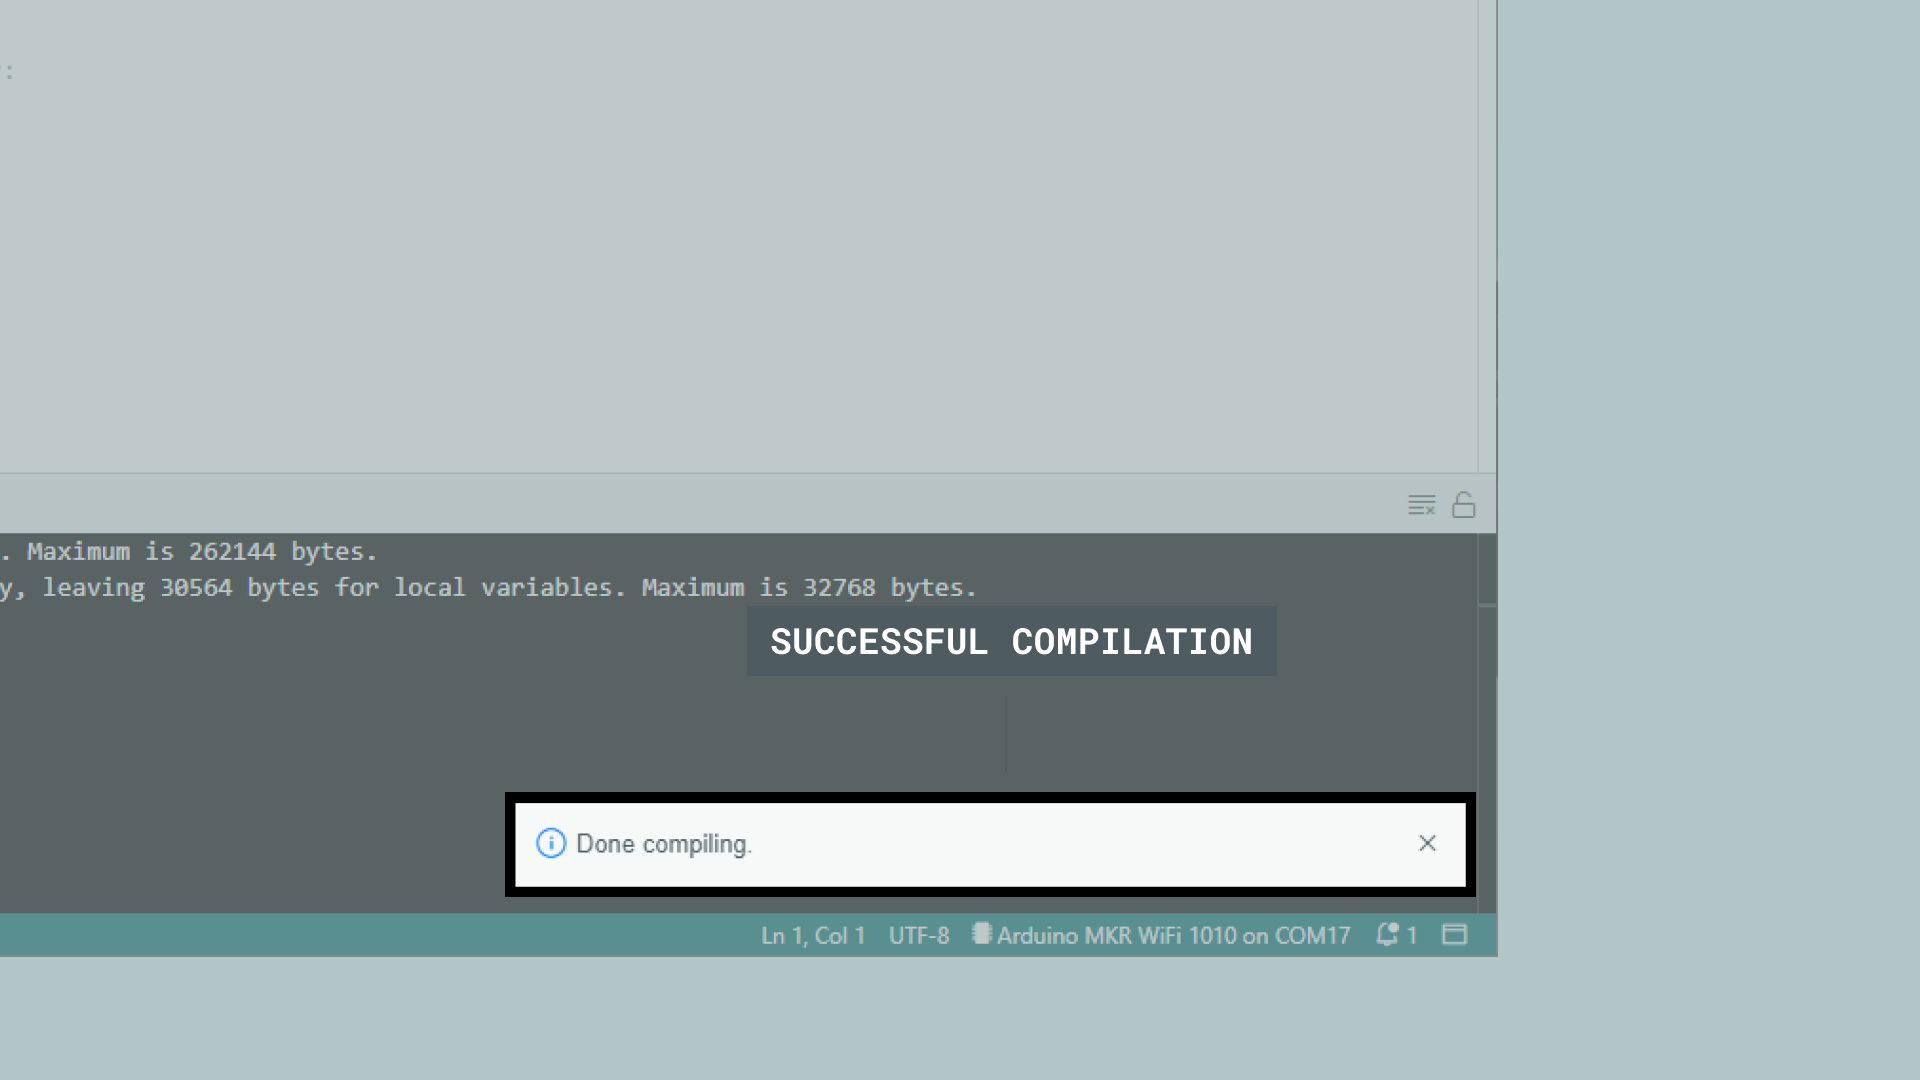 :
. Maximum is 262144 bytes.
y, leaving 30564 bytes for local variables. Maximum is 32768 bytes.
SUCCESSFUL COMPILATION
Done compiling.
Ln 1, Col 1 UTF-8 Arduino MKR WiFi 1010 on COM17 1